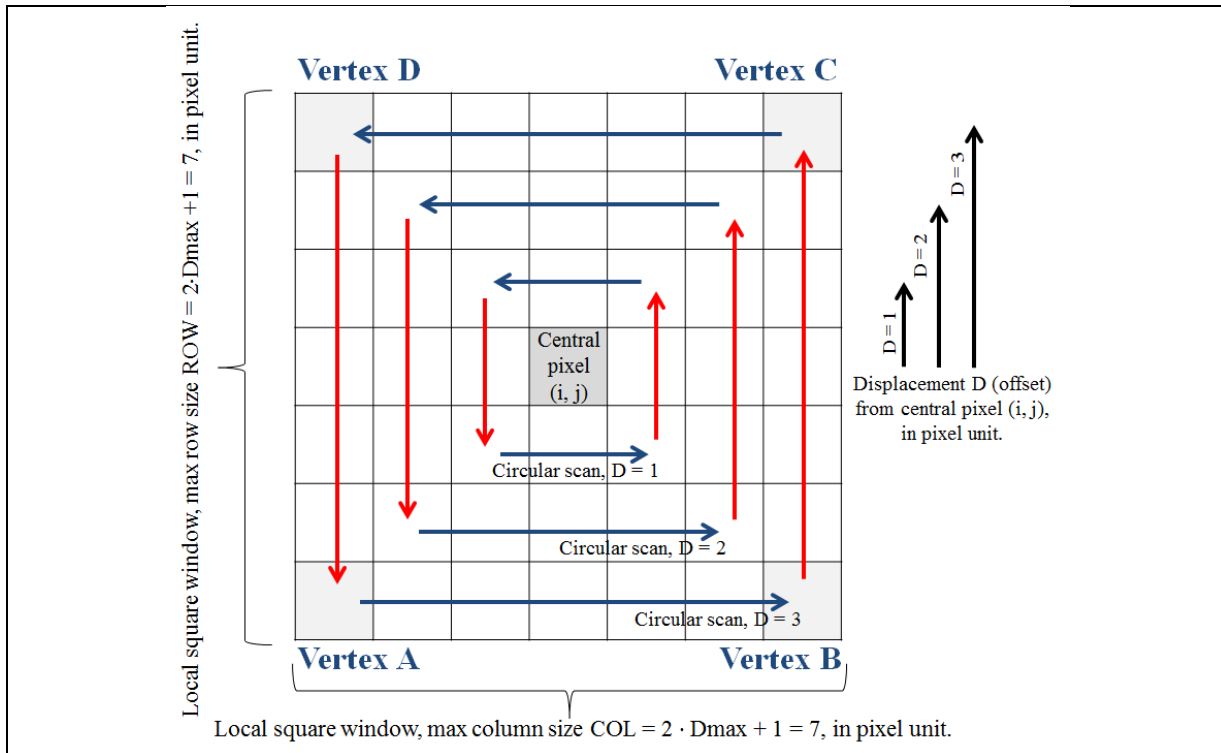 Vertex D
Vertex C
Local square window, max row size ROW = 2·Dmax +1 = 7, in pixel unit.
D = 1
D = 2
D = 3
Central
pixel
(i, j)
Displacement D (offset)
from central pixel (i, j),
in pixel unit.
Circular scan, D = 1
Circular scan, D = 2
Circular scan, D = 3
Vertex A
Vertex B
Local square window, max column size COL = 2 · Dmax + 1 = 7, in pixel unit.